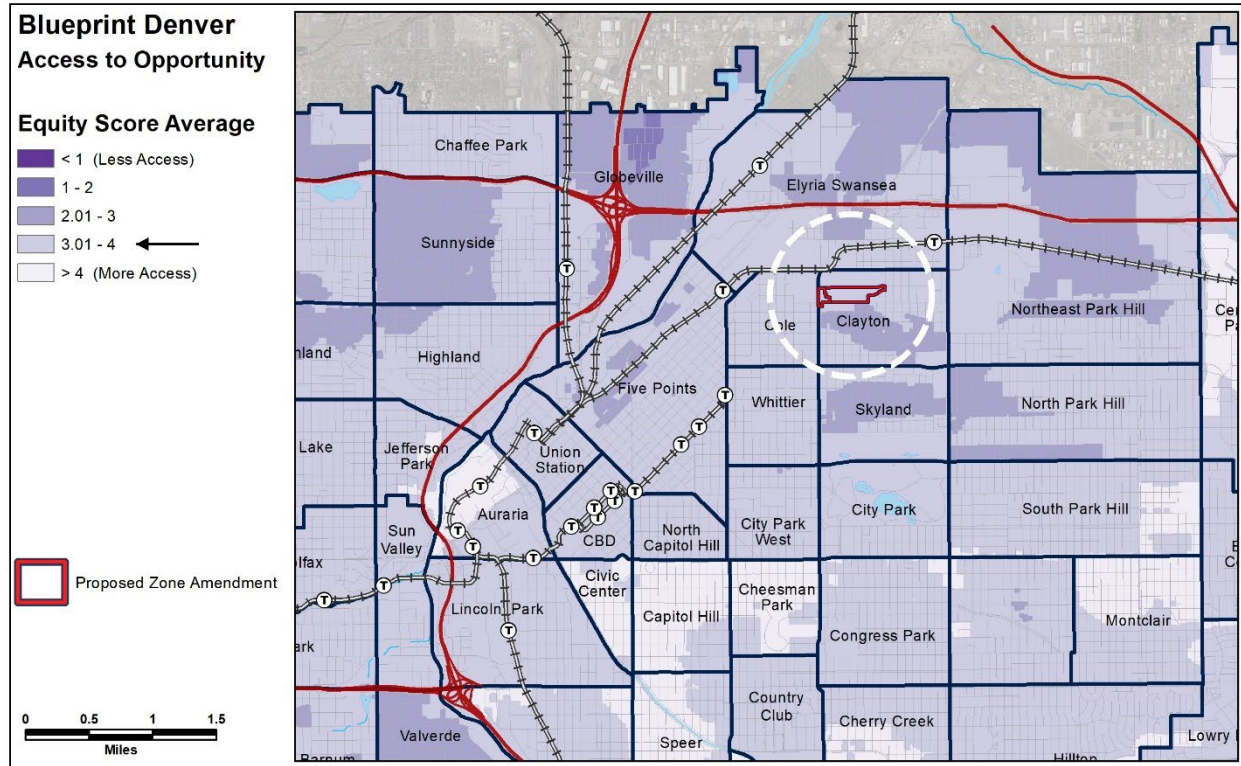 Blueprint Denver
Access to Opportunity
Equity Score Average
< 1 (Less Access)
1 - 2
2.01 - 3
3.01 - 4
> 4 (More Access)
Proposed Zone Amendment
0 0.5 1 1.5
Miles
Chaffee Park
Globeville
Elyria Swansea
T
Sunnyside
T
T
T
T
Cole
Clayton
Northeast Park Hill
Highland
Five Points
Whittier
Skyland
North Park Hill
T
T
T
T
Lake
Jefferson
Park
Union
Station
T
Auraria
T
T
T
T
T
T
City Park
South Park Hill
Sun
Valley
T
T
T
CBD
North
Capitol Hill
City Park
West
T
T
Lincoln Park
Civic
Center
Capitol Hill
Cheesman
Park
Congress Park
Montclair
T
Country
Club
Cherry Creek
Valverde
Speer
Lowry
Barnum
Hilltop